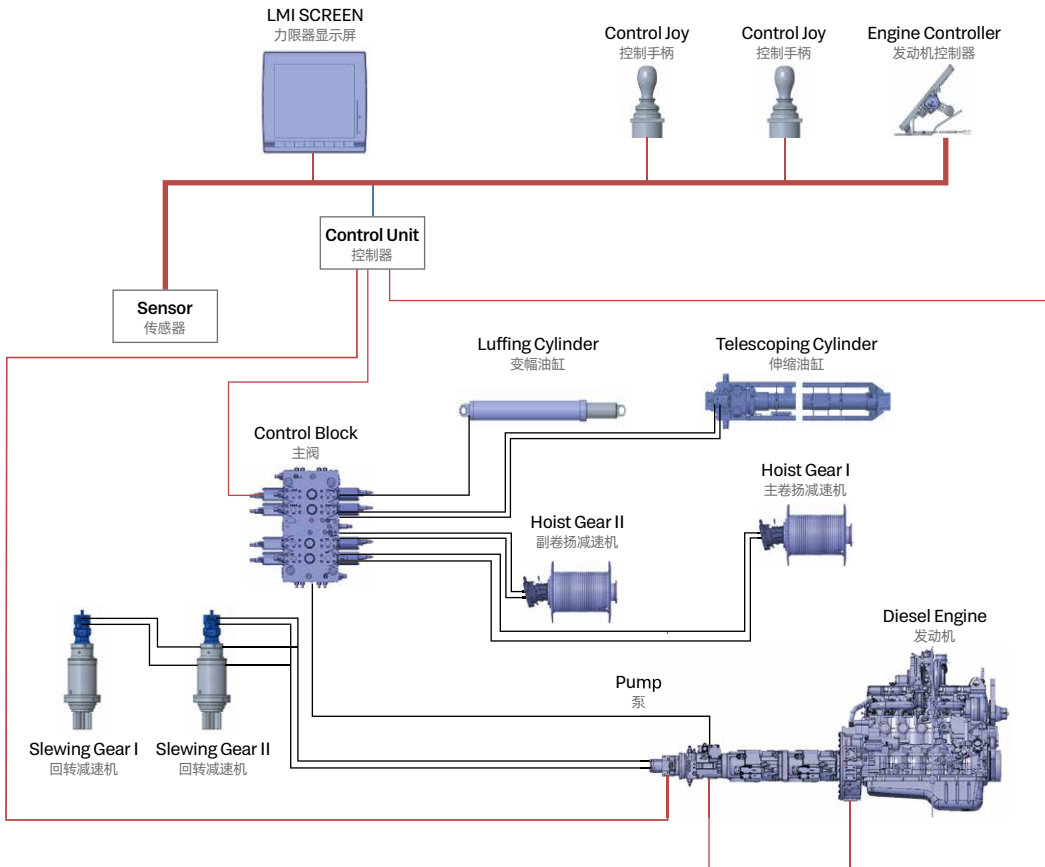 LMI SCREEN
力限器显示屏
Control Joy
控制手柄
Control Joy
控制手柄
Engine Controller
发动机控制器
Control Unit
控制器
Sensor
传感器
Luffing Cylinder
变幅油缸
Telescoping Cylinder
伸缩油缸
Control Block
主阀
Hoist Gear I
主卷扬减速机
Hoist Gear II
副卷扬减速机
Diesel Engine
发动机
Pump
泵
Slewing Gear I
回转减速机
Slewing Gear II
回转减速机